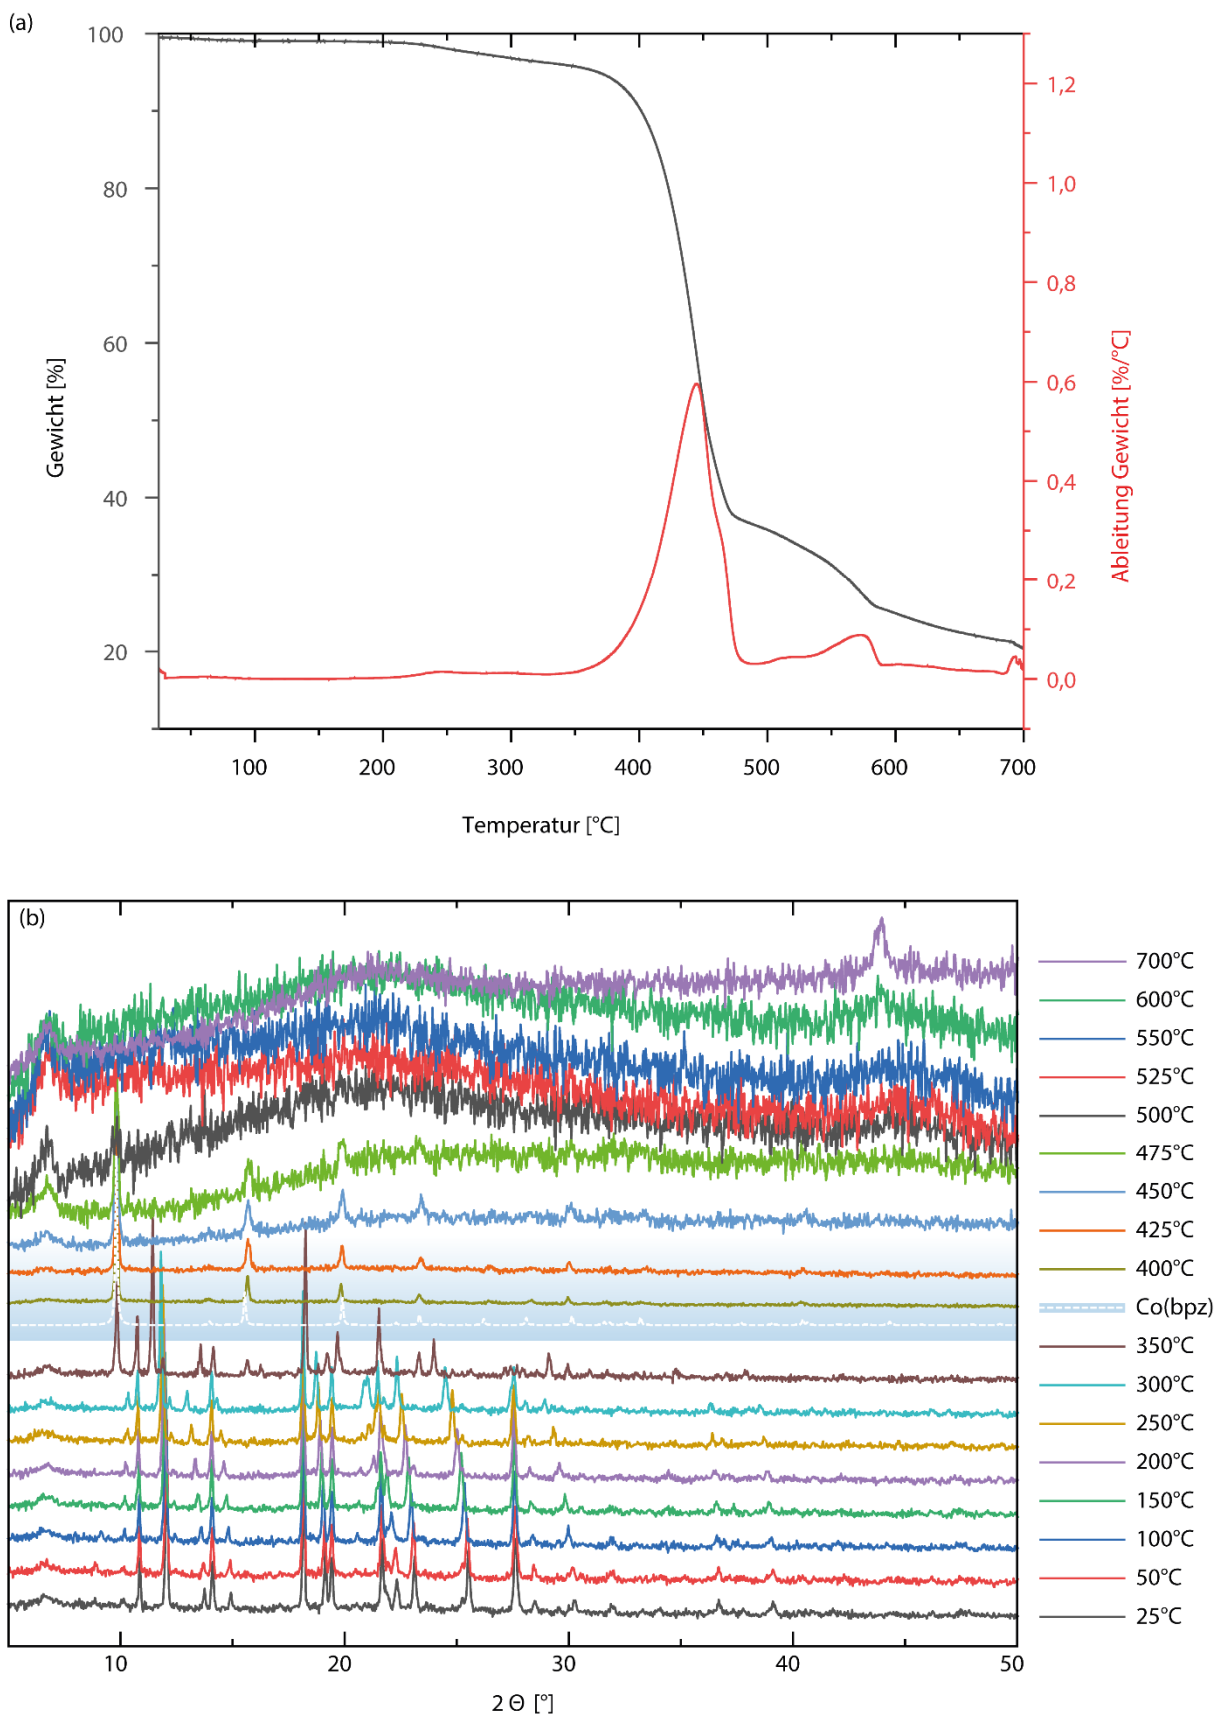 (a)
100
80
60
40
20
Gewicht [%]
1,2
1,0
0,8
0,6
0,4
0,2
0,0
Ableitung Gewicht [%/°C]
100 200 300 400 500 600 700
Temperatur [°C]
(b)
700°C
600°C
550°C
525°C
500°C
475°C
450°C
425°C
400°C
Co(bpz)
350°C
300°C
250°C
200°C
150°C
100°C
50°C
25°C
10 20 30 40 50
2 Θ [°]